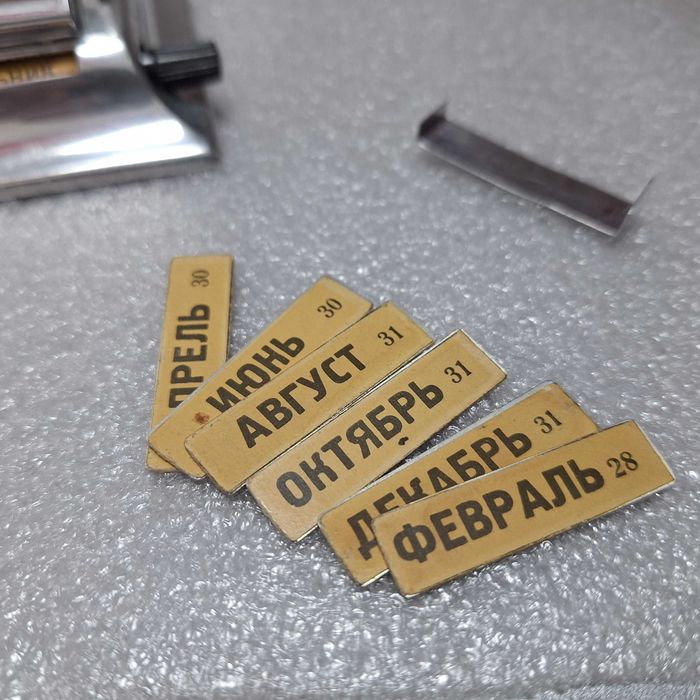 ПРЕЛЬ 30
ИЮНЬ 30
АВГУСТ 31
ОКТЯБРЬ 31
ДЕКАБРЬ 31
ФЕВРАЛЬ 28